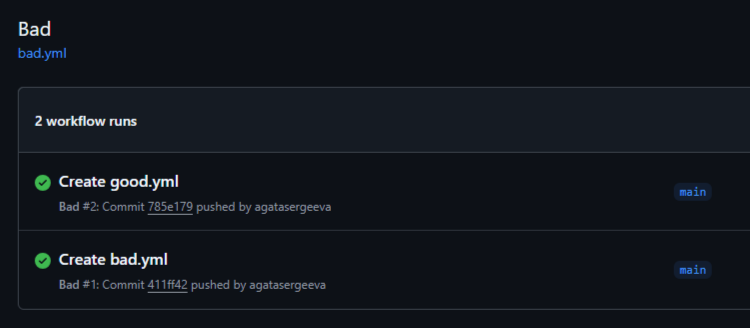 Bad
bad.yml
2 workflow runs
Create good.yml
main
Bad #2: Commit 785e179 pushed by agatasergeeva
Create bad.yml
main
Bad #1: Commit 411ff42 pushed by agatasergeeva